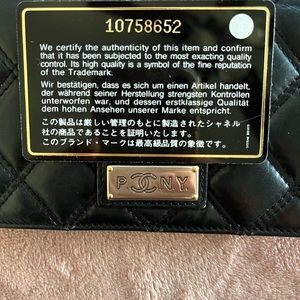 10758652
We certify the authenticity of this item and confirm
that it has been subjected to the most exacting quality
control. Its high quality is a symbol of the fine reputation
of the Trademark.
Wir bestätigen, dass es sich um einen Artikel handelt,
der während seiner Herstellung strengsten Kontrollen
unterworfen war, und dessen erstklassige Qualität
dem hohen Ansehen unserer Marke entspricht.
この製品は、厳重な管理のもとに製造されたシャネル
社の商品であることを証明いたします。
このブランド・マークは最高級品質の象徴です。
P. N.Y.